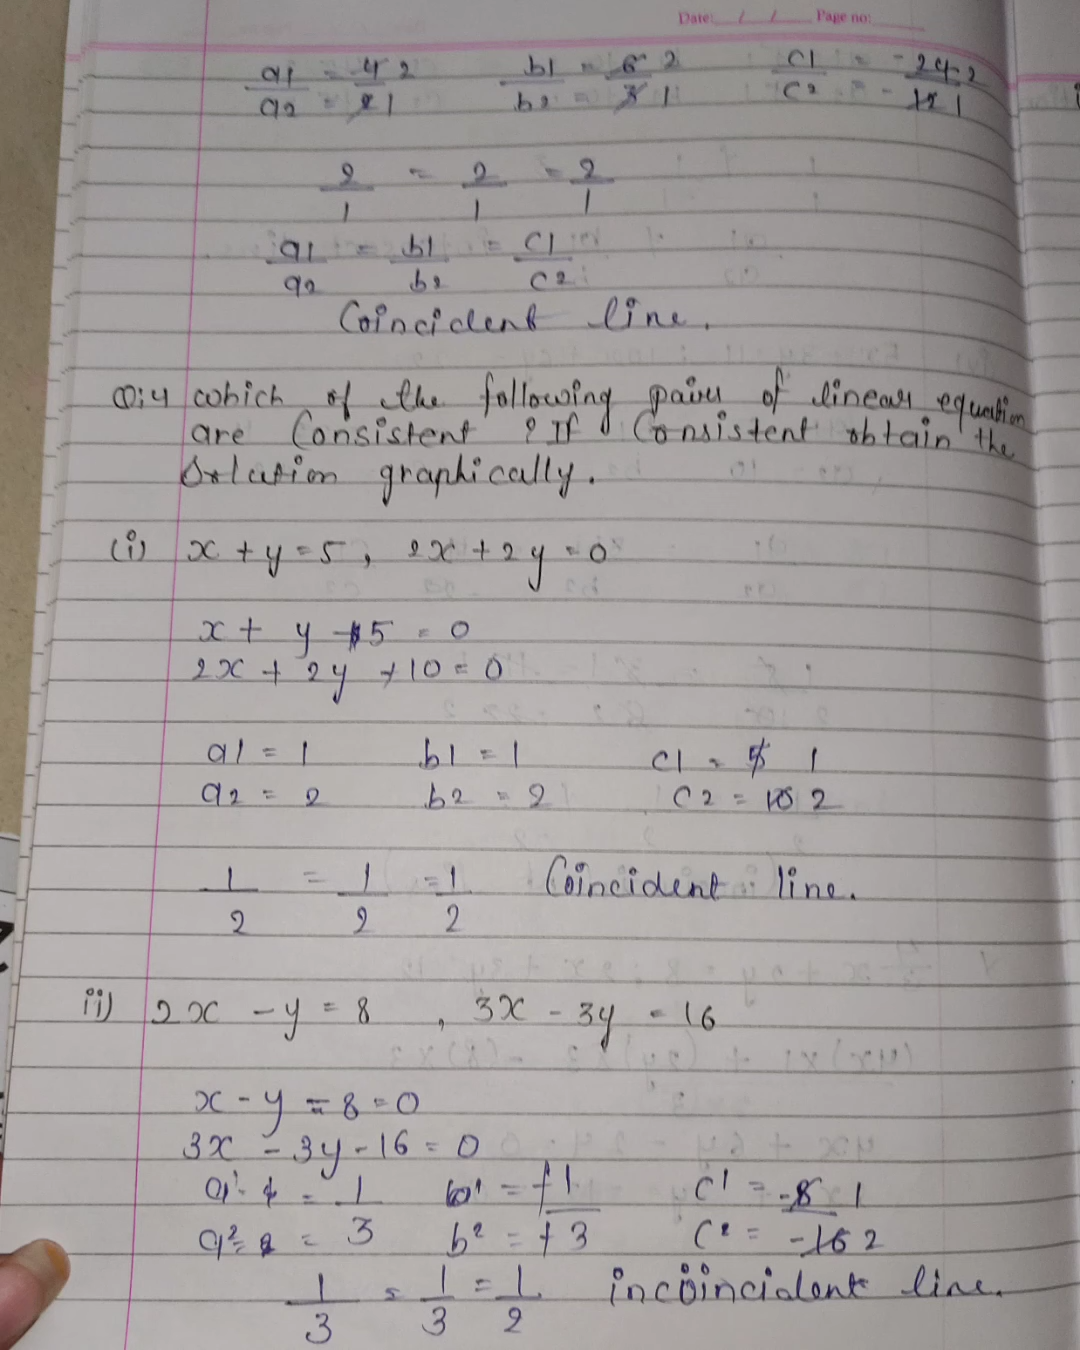 Date: / / Page no:
a1/a2 = 4 2/2 1 b1/b2 = 6 2/3 1 c1/c2 = -24 2/-12 1
2/1 = 2/1 = 2/1
a1/a2 = b1/b2 = c1/c2
Coincident line.
Q:4 which of the following pairs of linear equation
are Consistent ? If Consistent obtain the
Solution graphically.
(i) x + y = 5, 2x + 2y = 0
x + y - 5 = 0
2x + 2y + 10 = 0
a1 = 1 b1 = 1 c1 = 5 1
a2 = 2 b2 = 2 c2 = 10 2
1/2 = 1/2 = 1/2 Coincident line.
ii) 2x - y = 8 , 3x - 3y = 16
x - y = 8 = 0
3x - 3y - 16 = 0
a1 = 1 b1 = +1 c1 = -8 1
a2 = 3 b2 = +3 c2 = -16 2
1/3 = 1/3 = 1/2 incoincident line.